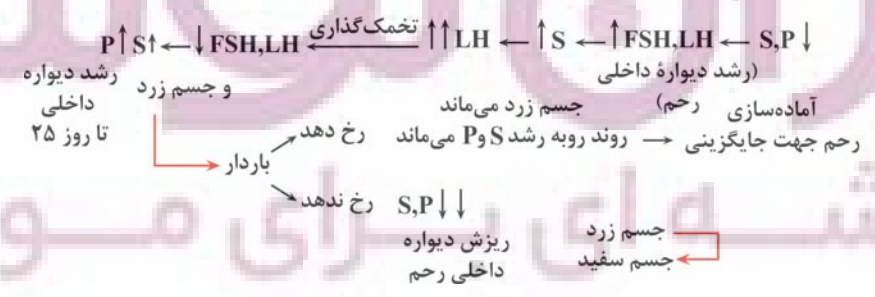 S,P ↓ ← FSH,LH ↑ ← S ↑ ← LH ↑↑ ← تخمک‌گذاری FSH,LH ↓ ← S↑ P↑
(رشد دیوارهٔ داخلی رحم)
و جسم زرد
رشد دیواره
داخلی
تا روز ۲۵
آماده‌سازی
رحم جهت جایگزینی ← روند رو به رشد S و P می‌ماند
جسم زرد می‌ماند
رخ دهد
باردار
رخ ندهد
S,P ↓↓
ریزش دیواره
داخلی رحم
جسم زرد
جسم سفید